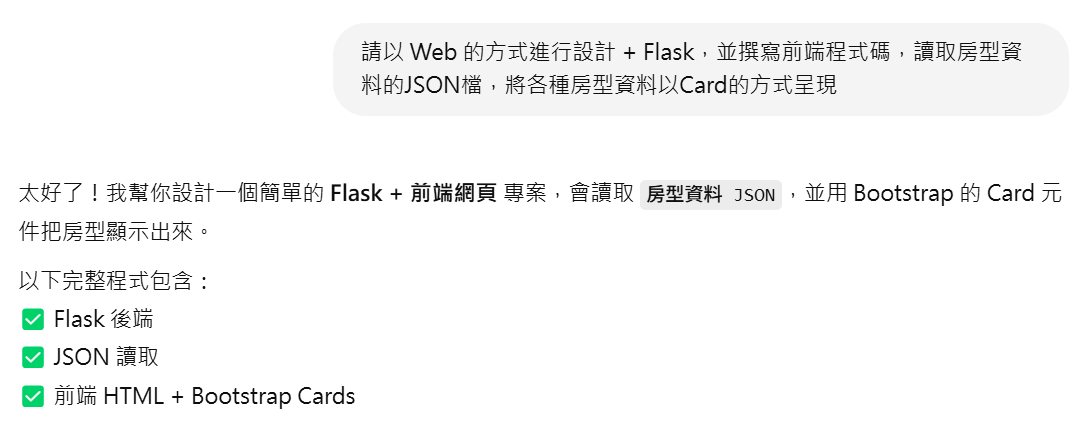 請以 Web 的方式進行設計 + Flask，並撰寫前端程式碼，讀取房型資
料的JSON檔，將各種房型資料以Card的方式呈現
太好了！我幫你設計一個簡單的 Flask + 前端網頁 專案，會讀取 房型資料 JSON ，並用 Bootstrap 的 Card 元
件把房型顯示出來。
以下完整程式包含：
✅ Flask 後端
✅ JSON 讀取
✅ 前端 HTML + Bootstrap Cards